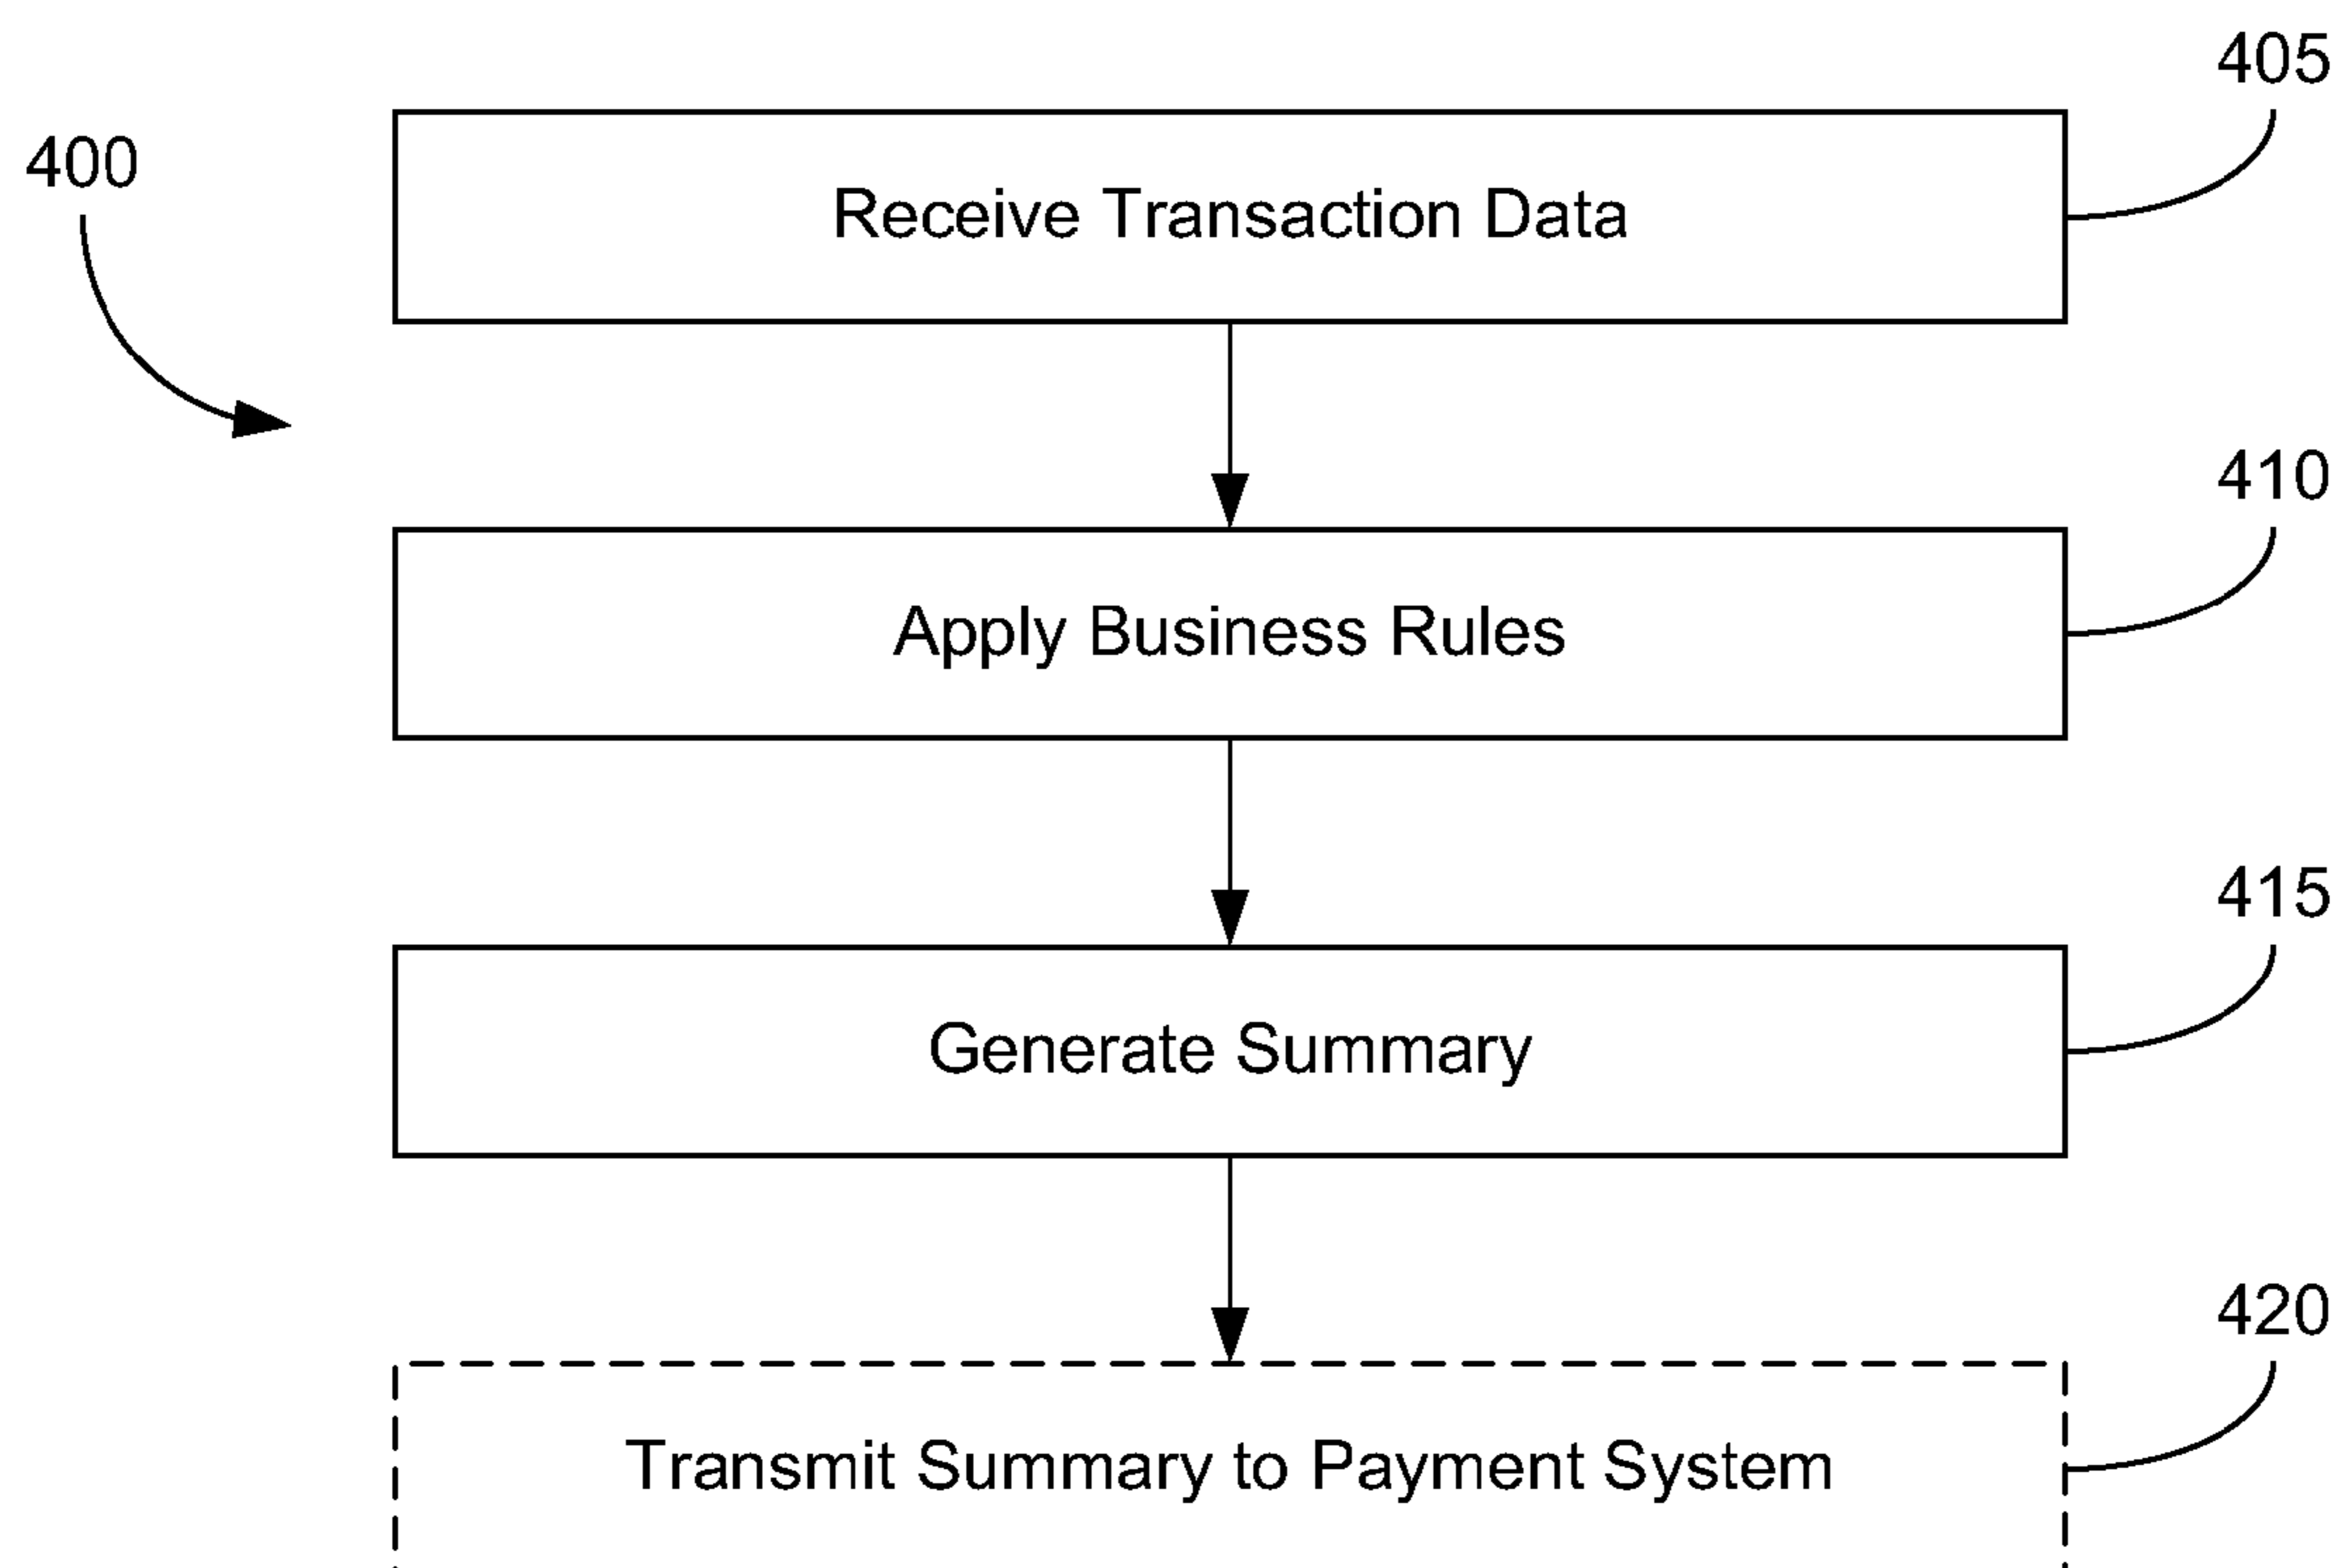 405
400
Receive Transaction Data
410
Apply Business Rules
415
Generate Summary
420
Transmit Summary to Payment System